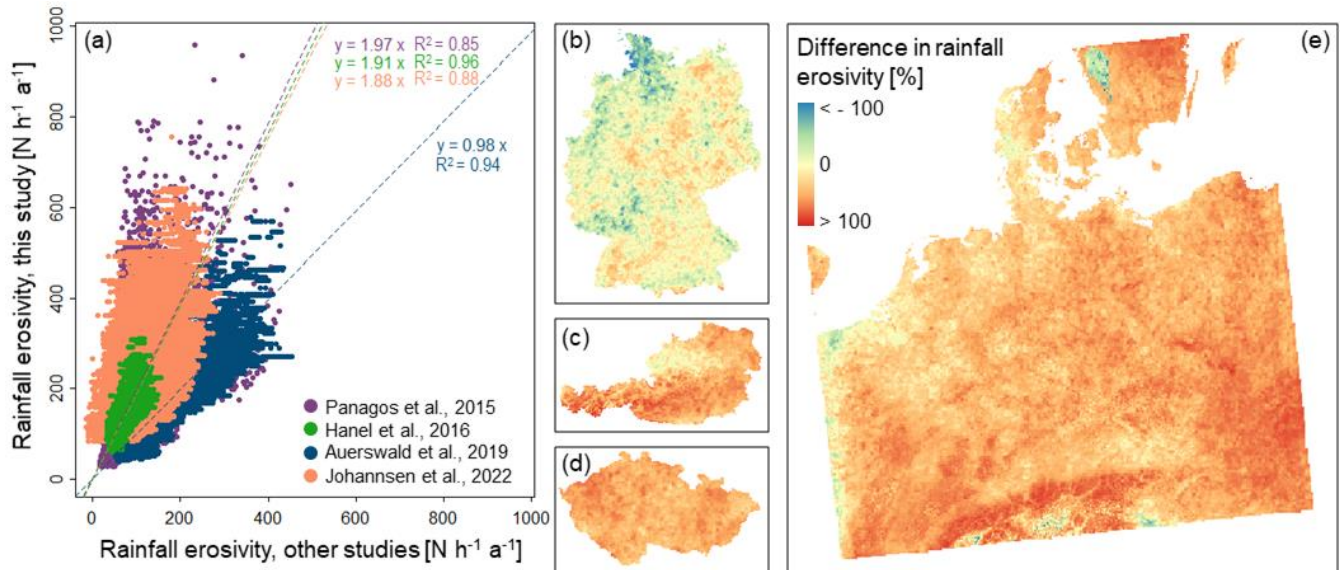 (a)
y = 1.97 x R² = 0.85
y = 1.91 x R² = 0.96
y = 1.88 x R² = 0.88
y = 0.98 x
R² = 0.94
Panagos et al., 2015
Hanel et al., 2016
Auerswald et al., 2019
Johannsen et al., 2022
0
200
400
600
800
1000
0
200
400
600
800
1000
Rainfall erosivity, this study [N h⁻¹ a⁻¹]
Rainfall erosivity, other studies [N h⁻¹ a⁻¹]
(b)
(c)
(d)
(e)
Difference in rainfall
erosivity [%]
< - 100
0
> 100